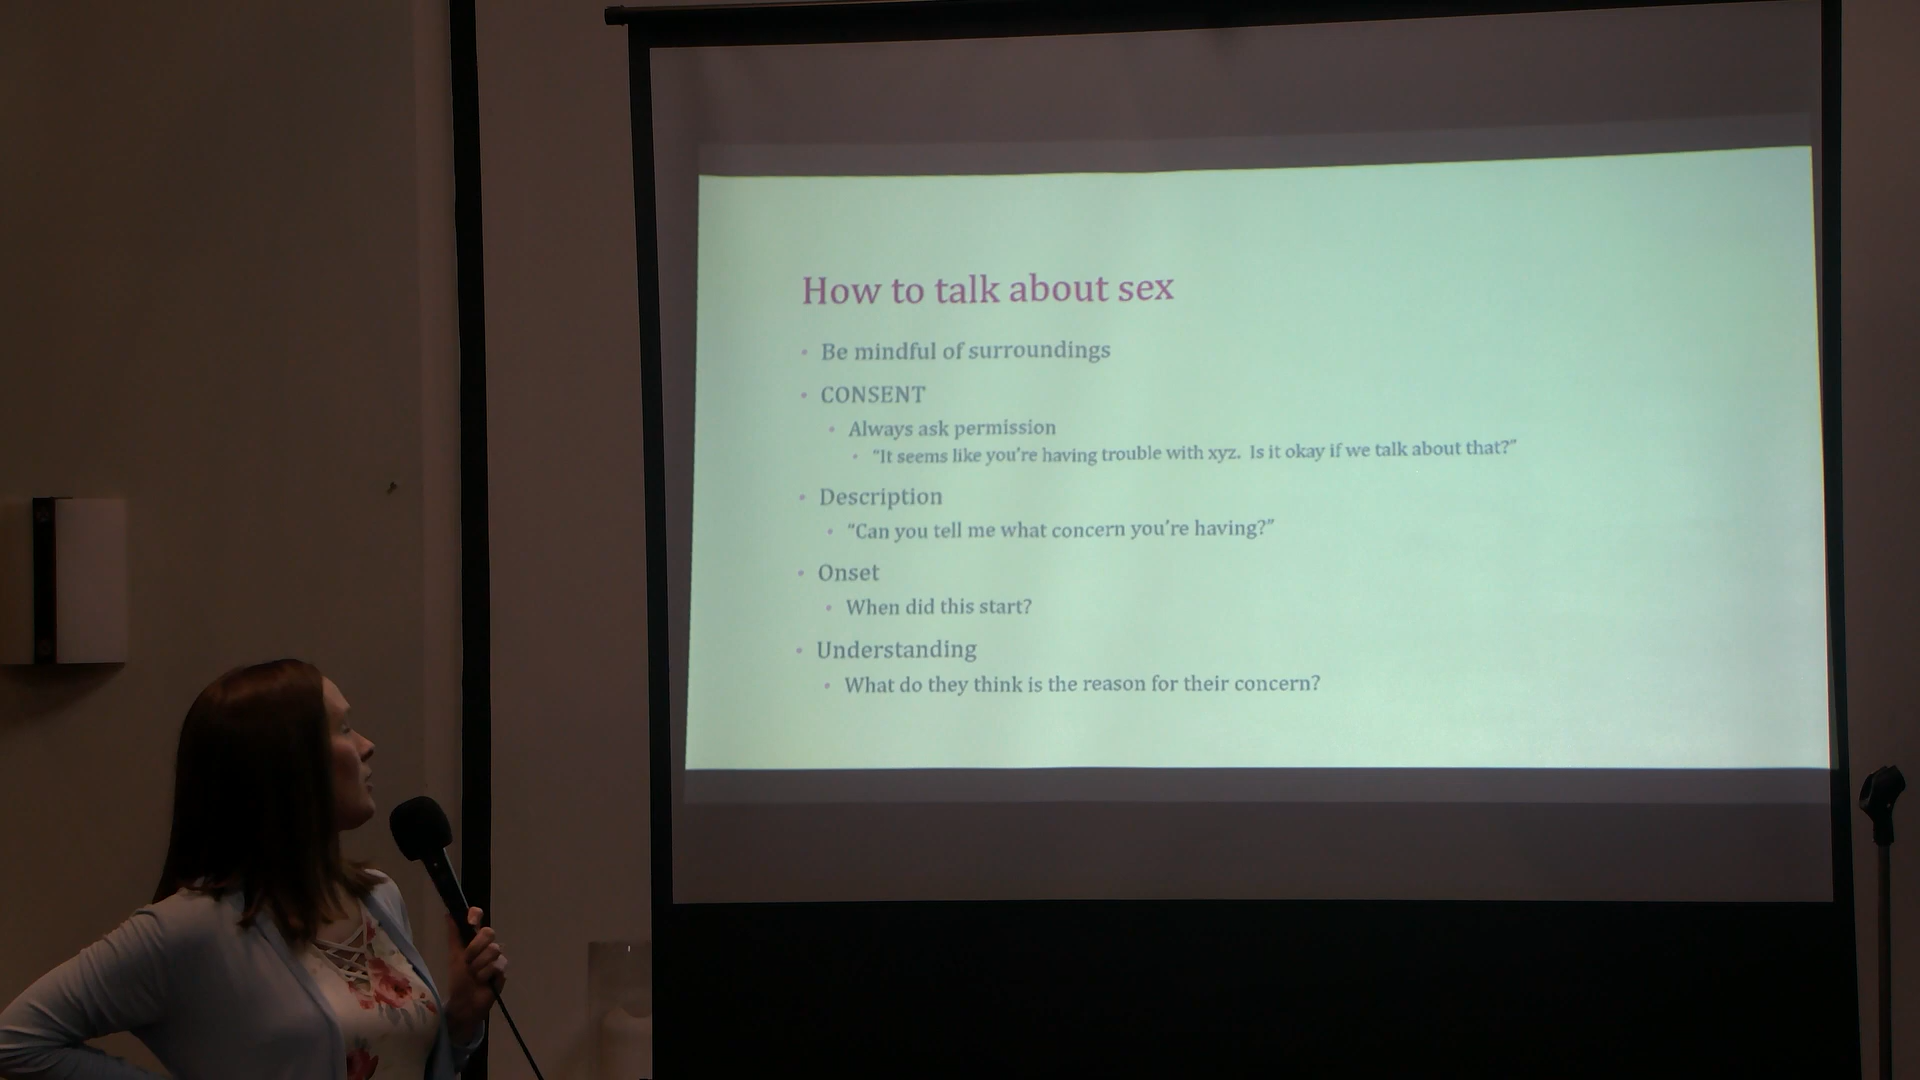 How to talk about sex
• Be mindful of surroundings
• CONSENT
• Always ask permission
• “It seems like you’re having trouble with xyz. Is it okay if we talk about that?”
• Description
• “Can you tell me what concern you’re having?”
• Onset
• When did this start?
• Understanding
• What do they think is the reason for their concern?